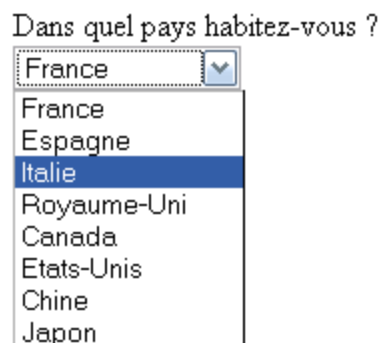 Dans quel pays habitez-vous ?
France
France
Espagne
Italie
Royaume-Uni
Canada
Etats-Unis
Chine
Japon